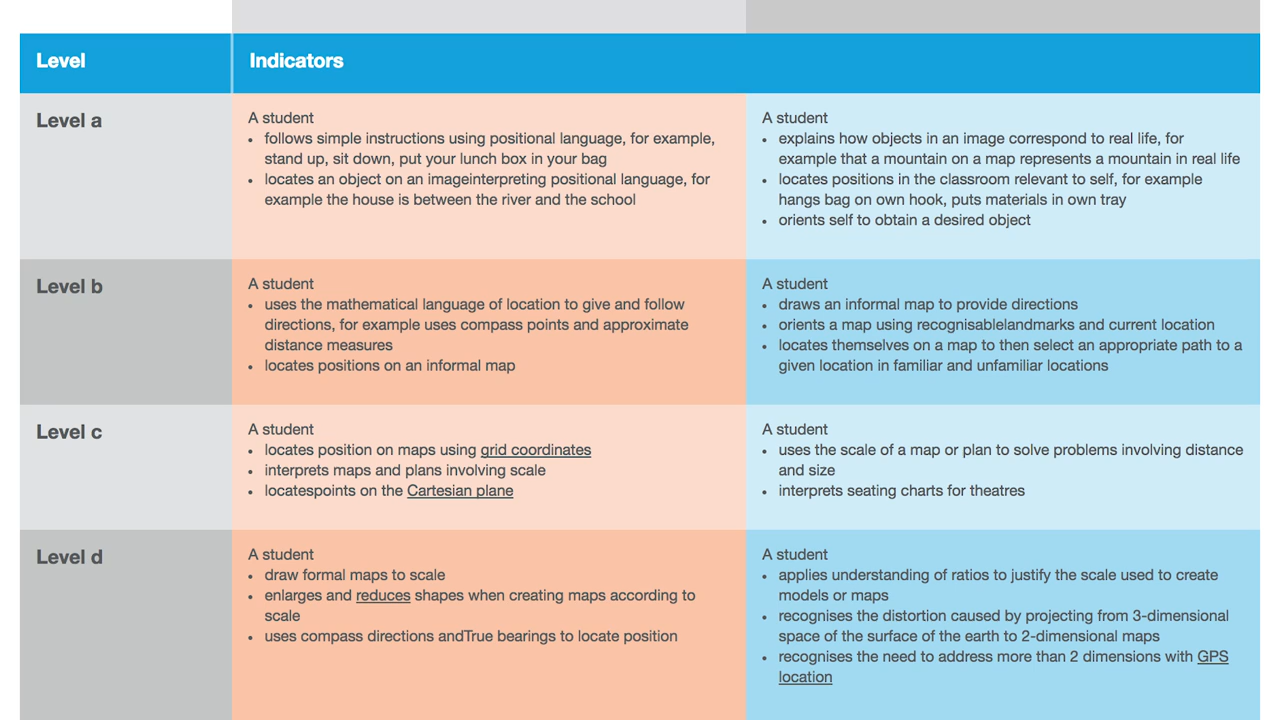 Level
Indicators
Level a
A student
• follows simple instructions using positional language, for example,
stand up, sit down, put your lunch box in your bag
• locates an object on an imageinterpreting positional language, for
example the house is between the river and the school
A student
• explains how objects in an image correspond to real life, for
example that a mountain on a map represents a mountain in real life
• locates positions in the classroom relevant to self, for example
hangs bag on own hook, puts materials in own tray
• orients self to obtain a desired object
Level b
A student
• uses the mathematical language of location to give and follow
directions, for example uses compass points and approximate
distance measures
• locates positions on an informal map
A student
• draws an informal map to provide directions
• orients a map using recognisablelandmarks and current location
• locates themselves on a map to then select an appropriate path to a
given location in familiar and unfamiliar locations
Level c
A student
• locates position on maps using grid coordinates
• interprets maps and plans involving scale
• locatespoints on the Cartesian plane
A student
• uses the scale of a map or plan to solve problems involving distance
and size
• interprets seating charts for theatres
Level d
A student
• draw formal maps to scale
• enlarges and reduces shapes when creating maps according to
scale
• uses compass directions andTrue bearings to locate position
A student
• applies understanding of ratios to justify the scale used to create
models or maps
• recognises the distortion caused by projecting from 3-dimensional
space of the surface of the earth to 2-dimensional maps
• recognises the need to address more than 2 dimensions with GPS
location